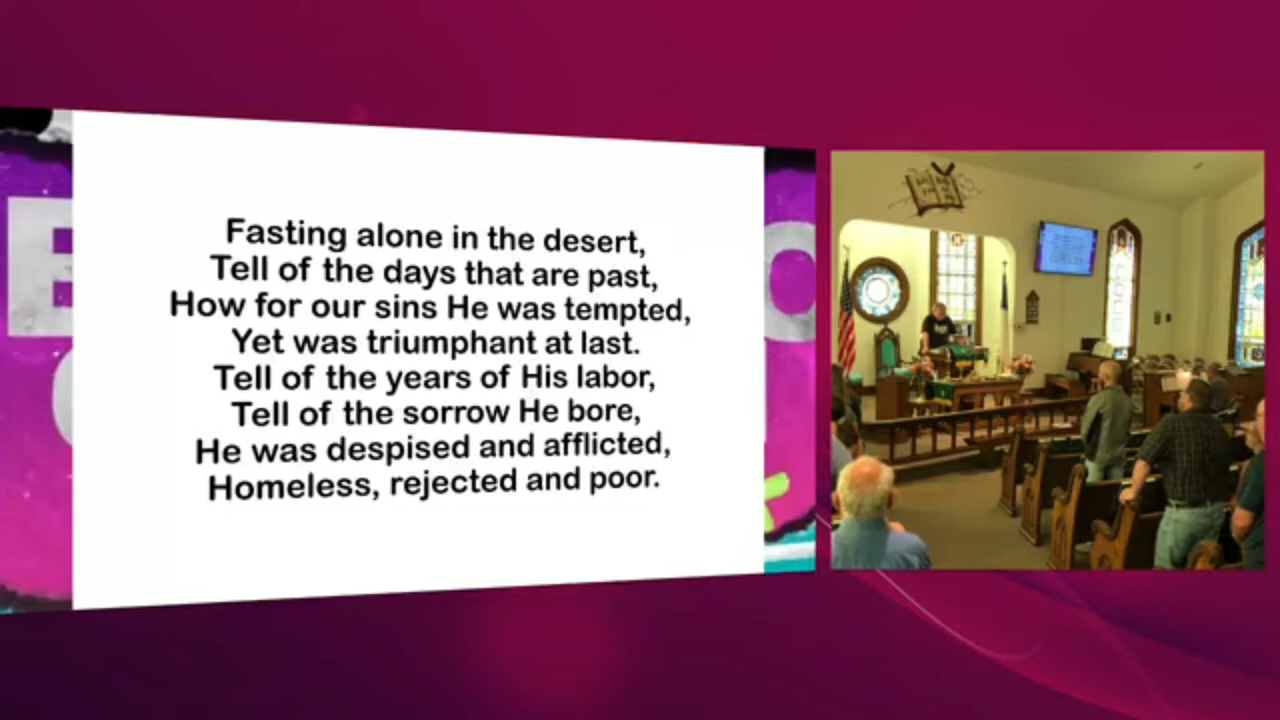 Fasting alone in the desert,
Tell of the days that are past,
How for our sins He was tempted,
Yet was triumphant at last.
Tell of the years of His labor,
Tell of the sorrow He bore,
He was despised and afflicted,
Homeless, rejected and poor.